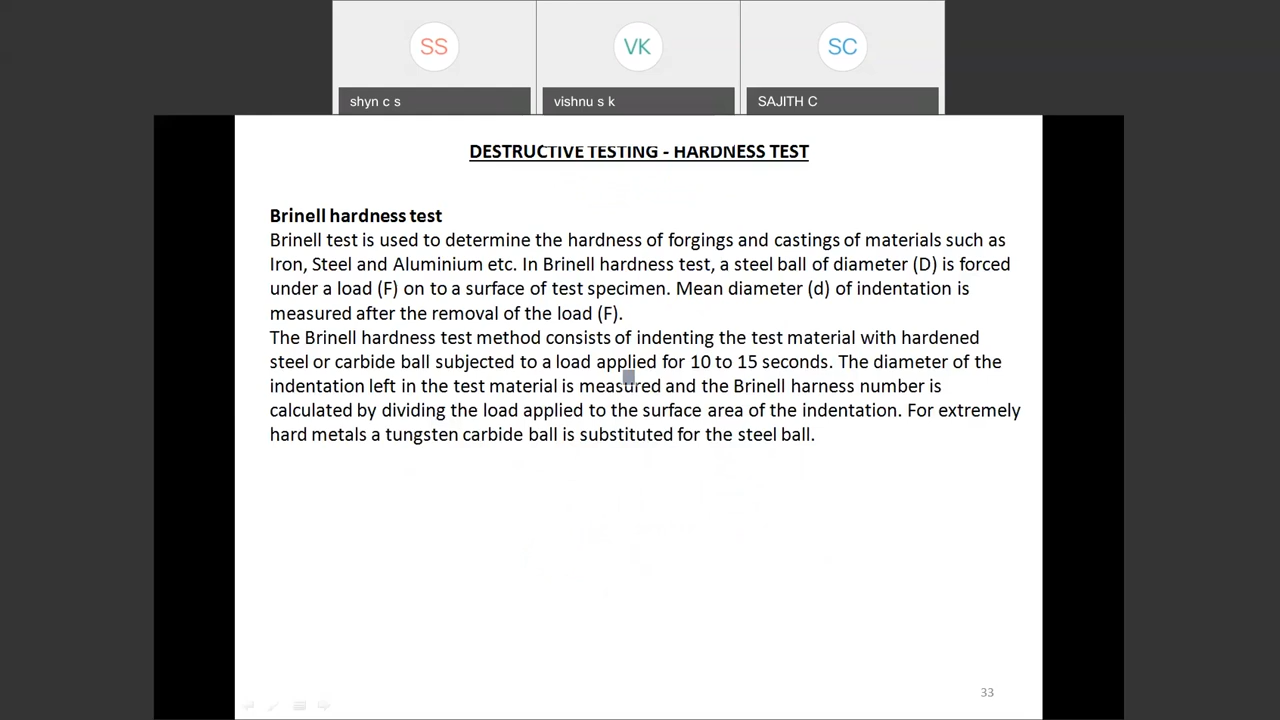 SS
VK
SC
shyn c s
vishnu s k
SAJITH C
DESTRUCTIVE TESTING - HARDNESS TEST
Brinell hardness test
Brinell test is used to determine the hardness of forgings and castings of materials such as
Iron, Steel and Aluminium etc. In Brinell hardness test, a steel ball of diameter (D) is forced
under a load (F) on to a surface of test specimen. Mean diameter (d) of indentation is
measured after the removal of the load (F).
The Brinell hardness test method consists of indenting the test material with hardened
steel or carbide ball subjected to a load applied for 10 to 15 seconds. The diameter of the
indentation left in the test material is measured and the Brinell harness number is
calculated by dividing the load applied to the surface area of the indentation. For extremely
hard metals a tungsten carbide ball is substituted for the steel ball.
33